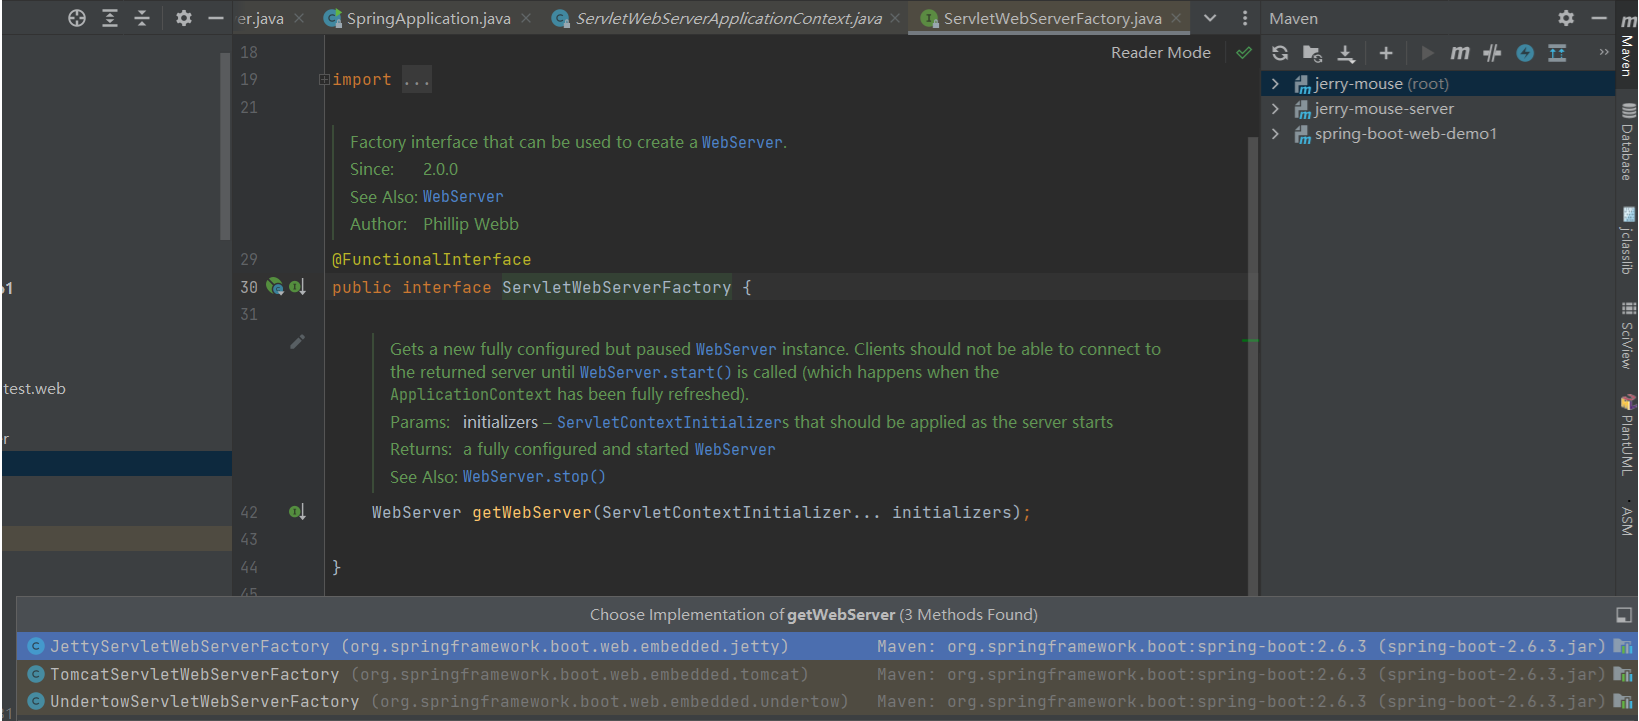 er.java
SpringApplication.java
ServletWebServerApplicationContext.java
ServletWebServerFactory.java
Maven
Reader Mode
18
19 import ...
21
Factory interface that can be used to create a WebServer.
Since: 2.0.0
See Also: WebServer
Author: Phillip Webb
29 @FunctionalInterface
30 public interface ServletWebServerFactory {
31
Gets a new fully configured but paused WebServer instance. Clients should not be able to connect to
the returned server until WebServer.start() is called (which happens when the
ApplicationContext has been fully refreshed).
Params: initializers – ServletContextInitializers that should be applied as the server starts
Returns: a fully configured and started WebServer
See Also: WebServer.stop()
42 WebServer getWebServer(ServletContextInitializer... initializers);
43
44 }
45
o1
test.web
r
31
jerry-mouse (root)
jerry-mouse-server
spring-boot-web-demo1
Maven
Database
jclasslib
SciView
PlantUML
ASM
Choose Implementation of getWebServer (3 Methods Found)
JettyServletWebServerFactory (org.springframework.boot.web.embedded.jetty) Maven: org.springframework.boot:spring-boot:2.6.3 (spring-boot-2.6.3.jar)
TomcatServletWebServerFactory (org.springframework.boot.web.embedded.tomcat) Maven: org.springframework.boot:spring-boot:2.6.3 (spring-boot-2.6.3.jar)
UndertowServletWebServerFactory (org.springframework.boot.web.embedded.undertow) Maven: org.springframework.boot:spring-boot:2.6.3 (spring-boot-2.6.3.jar)